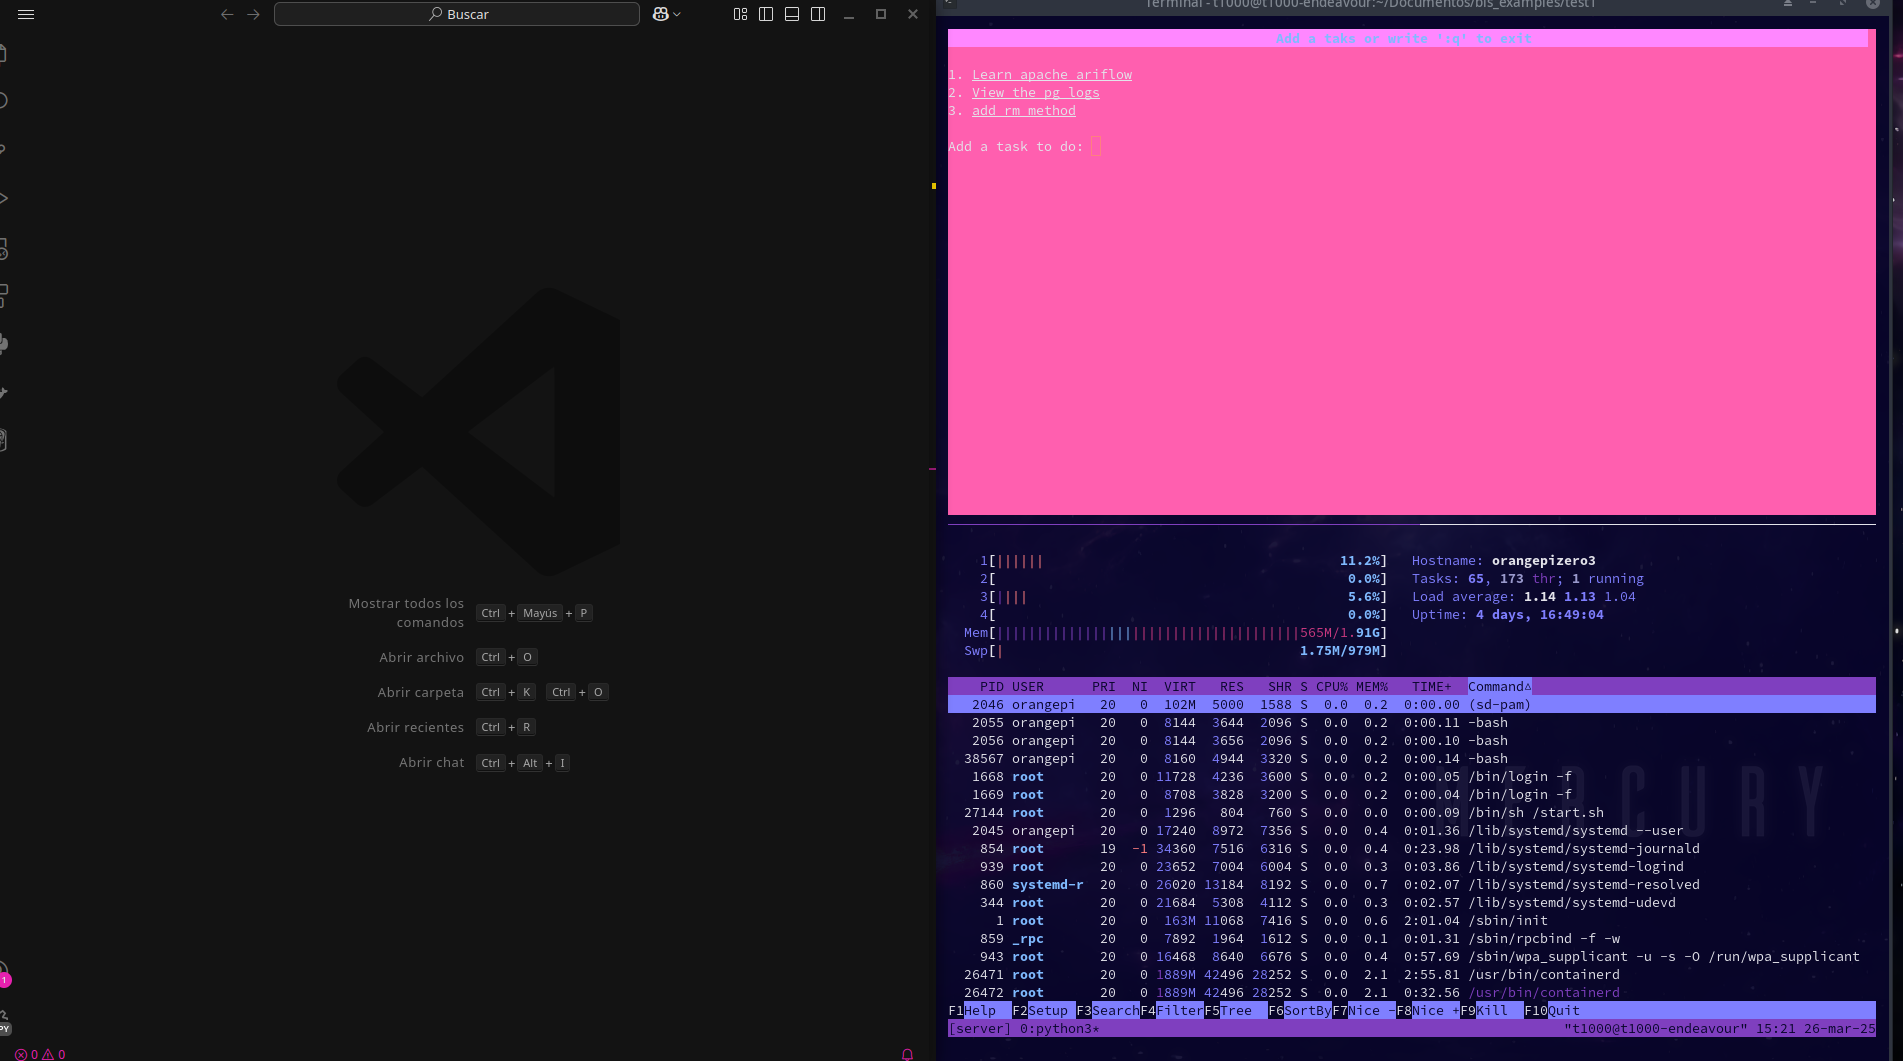 Buscar
Mostrar todos los comandos Ctrl + Mayús + P
Abrir archivo Ctrl + O
Abrir carpeta Ctrl + K Ctrl + O
Abrir recientes Ctrl + R
Abrir chat Ctrl + Alt + I
1
PY
0 0
Terminal - t1000@t1000-endeavour:~/Documentos/bis_examples/test1
Add a taks or write ':q' to exit
1. Learn apache ariflow
2. View the pg logs
3. add rm method
Add a task to do:
1[|||||| 11.2%] Hostname: orangepizero3
2[ 0.0%] Tasks: 65, 173 thr; 1 running
3[|||| 5.6%] Load average: 1.14 1.13 1.04
4[ 0.0%] Uptime: 4 days, 16:49:04
Mem[||||||||||||||||||||||||||||||||||||||565M/1.91G]
Swp[| 1.75M/979M]
PID USER PRI NI VIRT RES SHR S CPU% MEM% TIME+ Command△
2046 orangepi 20 0 102M 5000 1588 S 0.0 0.2 0:00.00 (sd-pam)
2055 orangepi 20 0 8144 3644 2096 S 0.0 0.2 0:00.11 -bash
2056 orangepi 20 0 8144 3656 2096 S 0.0 0.2 0:00.10 -bash
38567 orangepi 20 0 8160 4944 3320 S 0.0 0.2 0:00.14 -bash
1668 root 20 0 11728 4236 3600 S 0.0 0.2 0:00.05 /bin/login -f
1669 root 20 0 8708 3828 3200 S 0.0 0.2 0:00.04 /bin/login -f
27144 root 20 0 1296 804 760 S 0.0 0.0 0:00.09 /bin/sh /start.sh
2045 orangepi 20 0 17240 8972 7356 S 0.0 0.4 0:01.36 /lib/systemd/systemd --user
854 root 19 -1 34360 7516 6316 S 0.0 0.4 0:23.98 /lib/systemd/systemd-journald
939 root 20 0 23652 7004 6004 S 0.0 0.3 0:03.86 /lib/systemd/systemd-logind
860 systemd-r 20 0 26020 13184 8192 S 0.0 0.7 0:02.07 /lib/systemd/systemd-resolved
344 root 20 0 21684 5308 4112 S 0.0 0.3 0:02.57 /lib/systemd/systemd-udevd
1 root 20 0 163M 11068 7416 S 0.0 0.6 2:01.04 /sbin/init
859 _rpc 20 0 7892 1964 1612 S 0.0 0.1 0:01.31 /sbin/rpcbind -f -w
943 root 20 0 16468 8640 6676 S 0.0 0.4 0:57.69 /sbin/wpa_supplicant -u -s -O /run/wpa_supplicant
26471 root 20 0 1889M 42496 28252 S 0.0 2.1 2:55.81 /usr/bin/containerd
26472 root 20 0 1889M 42496 28252 S 0.0 2.1 0:32.56 /usr/bin/containerd
MERCURY
F1Help F2Setup F3SearchF4FilterF5Tree F6SortByF7Nice -F8Nice +F9Kill F10Quit
[server] 0:python3* "t1000@t1000-endeavour" 15:21 26-mar-25